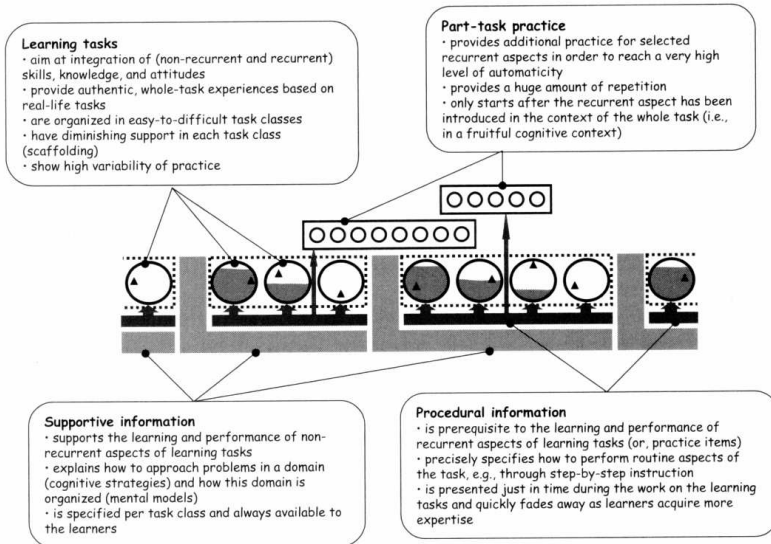 Learning tasks
· aim at integration of (non-recurrent and recurrent)
skills, knowledge, and attitudes
· provide authentic, whole-task experiences based on
real-life tasks
· are organized in easy-to-difficult task classes
· have diminishing support in each task class
(scaffolding)
· show high variability of practice
Part-task practice
· provides additional practice for selected
recurrent aspects in order to reach a very high
level of automaticity
· provides a huge amount of repetition
· only starts after the recurrent aspect has been
introduced in the context of the whole task (i.e.,
in a fruitful cognitive context)
Supportive information
· supports the learning and performance of non-
recurrent aspects of learning tasks
· explains how to approach problems in a domain
(cognitive strategies) and how this domain is
organized (mental models)
· is specified per task class and always available to
the learners
Procedural information
· is prerequisite to the learning and performance of
recurrent aspects of learning tasks (or, practice items)
· precisely specifies how to perform routine aspects of
the task, e.g., through step-by-step instruction
· is presented just in time during the work on the learning
tasks and quickly fades away as learners acquire more
expertise